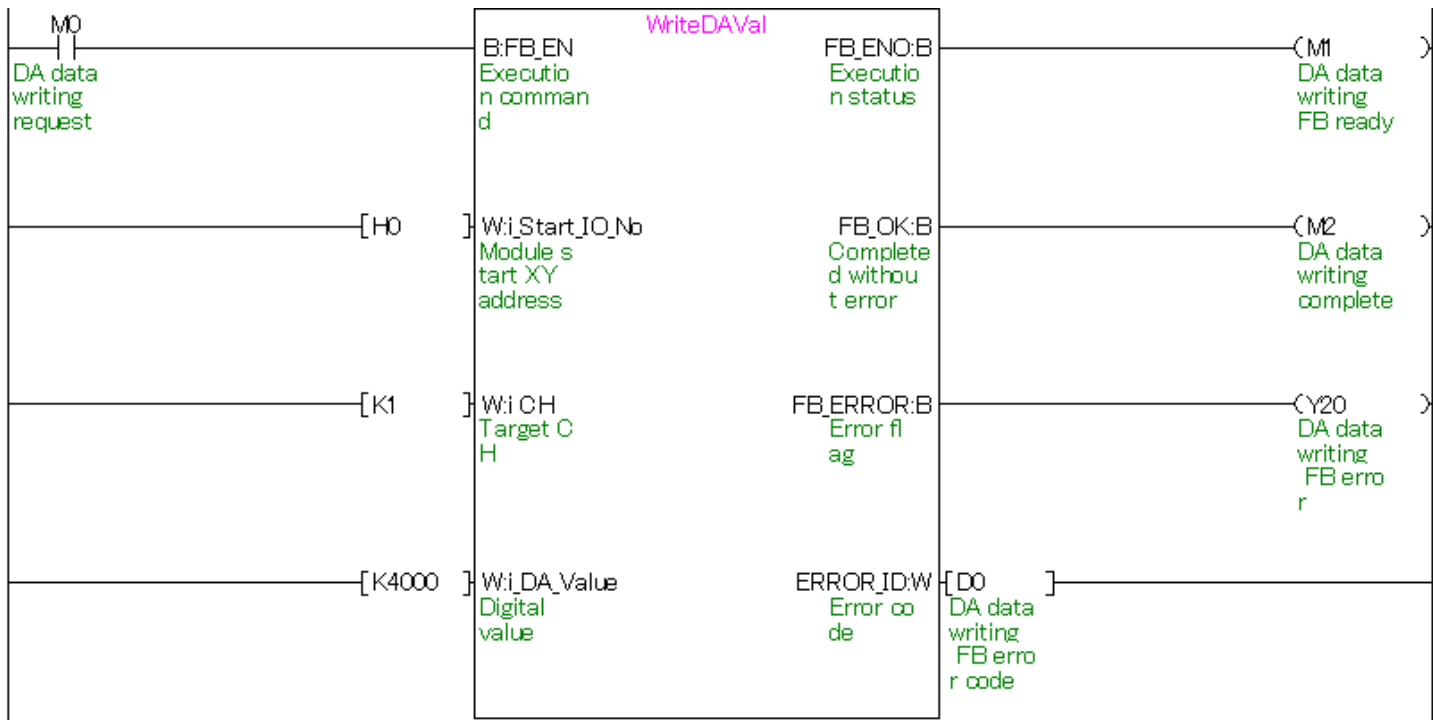 M0
WriteDAVal
B:FB_EN
FB_ENO:B
(M1 )
DA data
writing
request
Executio
n comman
d
Executio
n status
DA data
writing
FB ready
[H0 ]
W:i_Start_IO_No
FB_OK:B
(M2 )
Module s
tart XY
address
Complete
d withou
t error
DA data
writing
complete
[K1 ]
W:i CH
FB_ERROR:B
(Y20 )
Target C
H
Error fl
ag
DA data
writing
FB erro
r
[K4000 ]
W:i_DA_Value
ERROR_ID:W
[D0 ]
Digital
value
Error co
de
DA data
writing
FB erro
r code